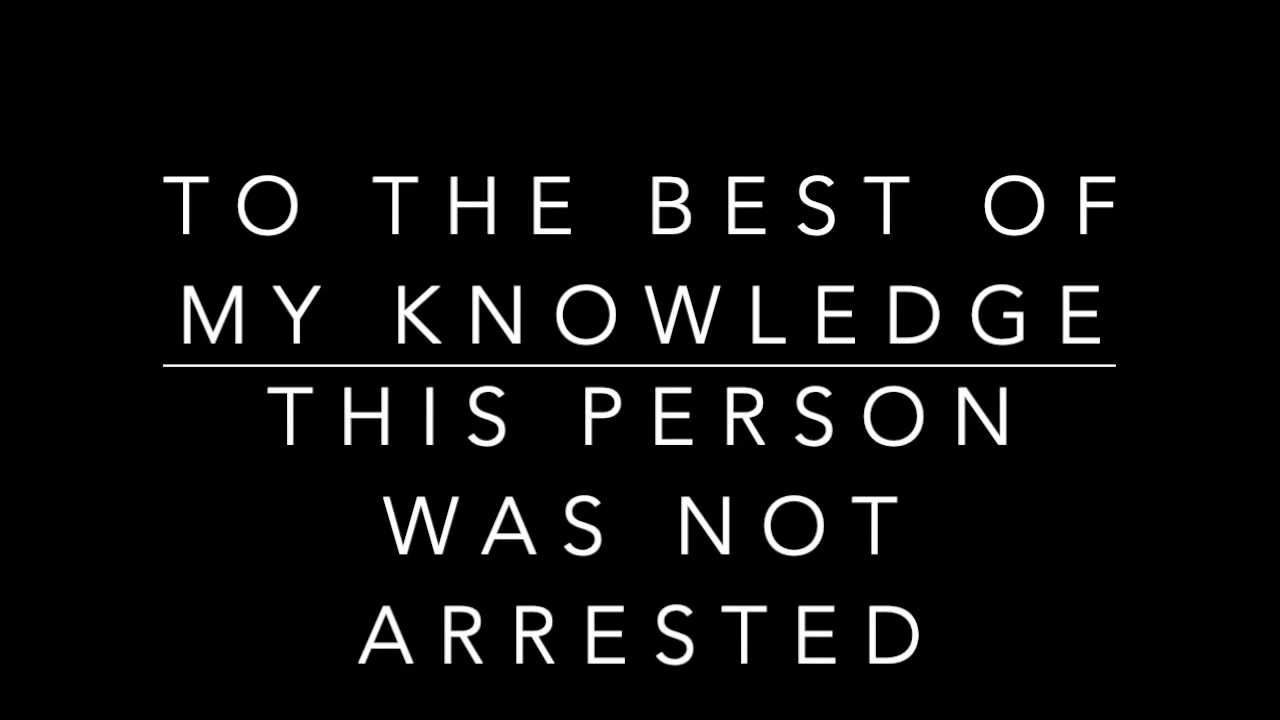 TO THE BEST OF
MY KNOWLEDGE
THIS PERSON
WAS NOT
ARRESTED